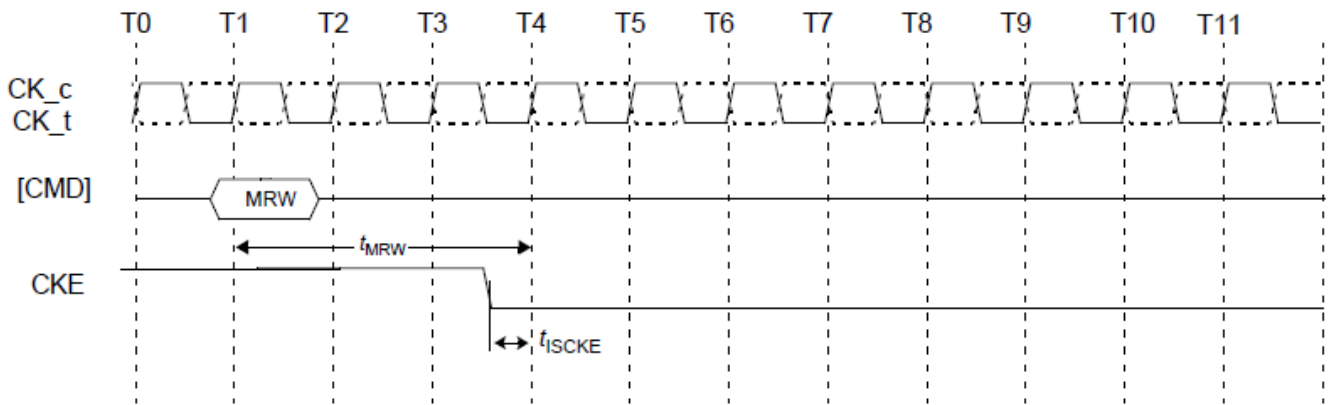 T0 T1 T2 T3 T4 T5 T6 T7 T8 T9 T10 T11
CK_c
CK_t
[CMD] MRW
tMRW
CKE
tISCKE